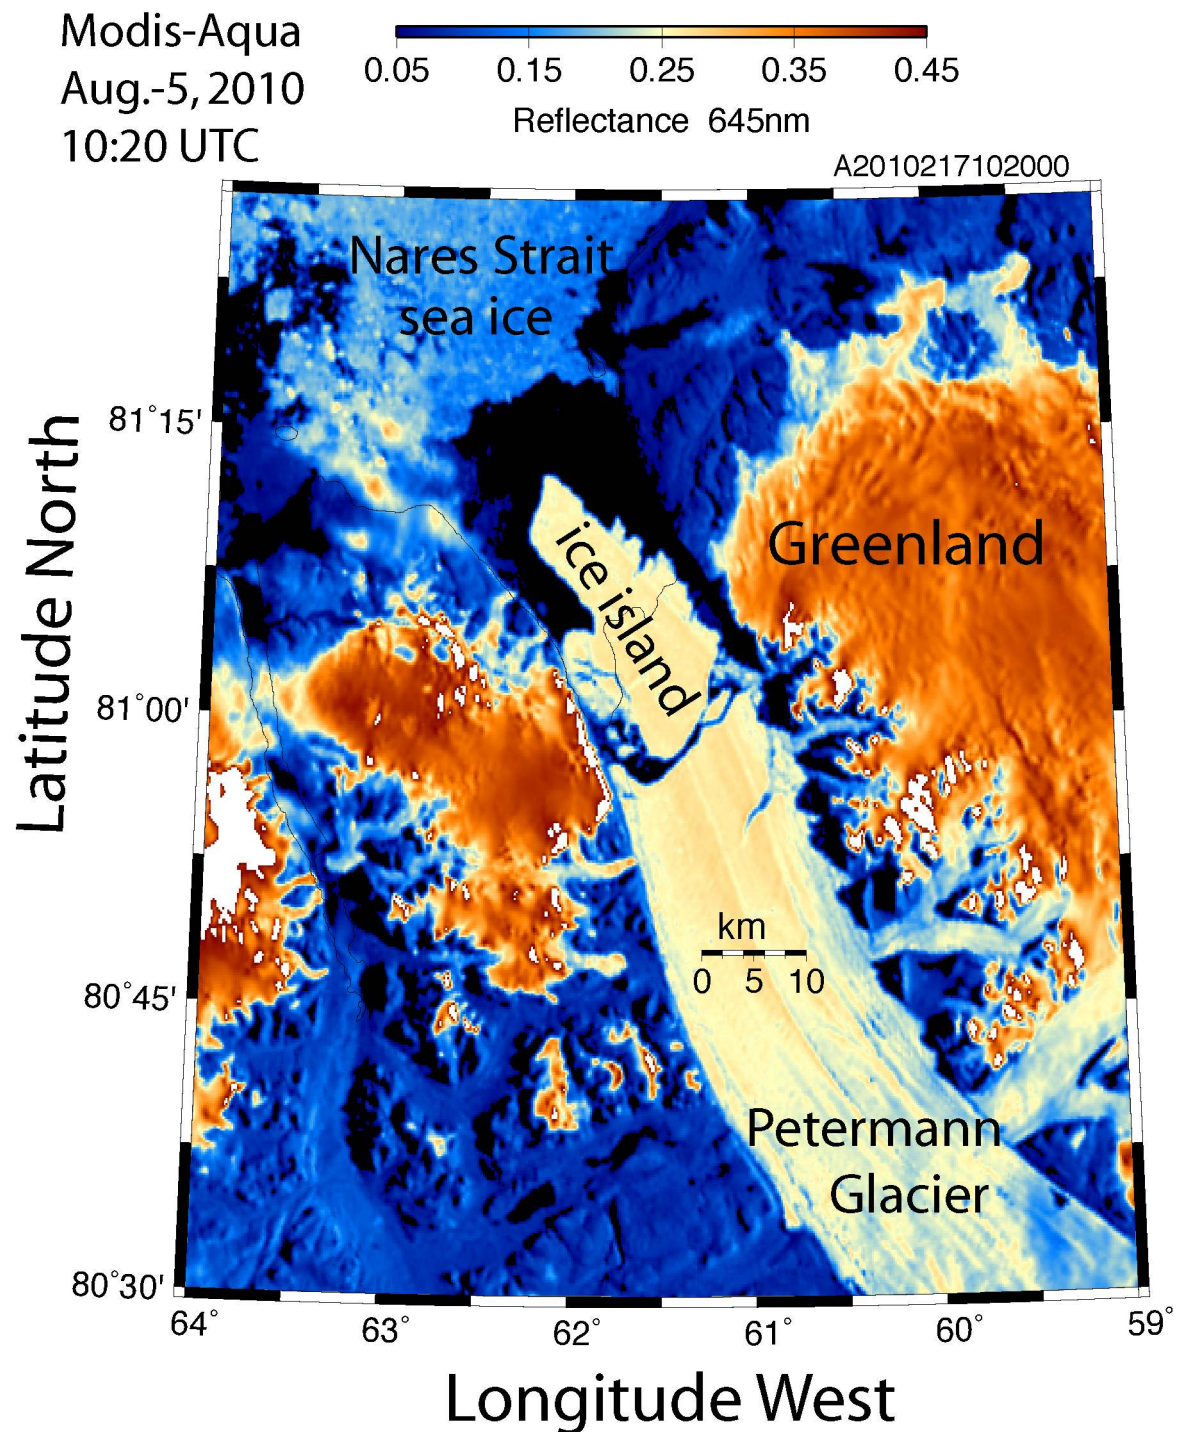 Modis-Aqua
Aug.-5, 2010
10:20 UTC
0.05 0.15 0.25 0.35 0.45
Reflectance 645nm
A2010217102000
Nares Strait
sea ice
81°15'
Greenland
ice island
Latitude North
81°00'
km
0 5 10
80°45'
Petermann
Glacier
80°30'
64° 63° 62° 61° 60° 59°
Longitude West